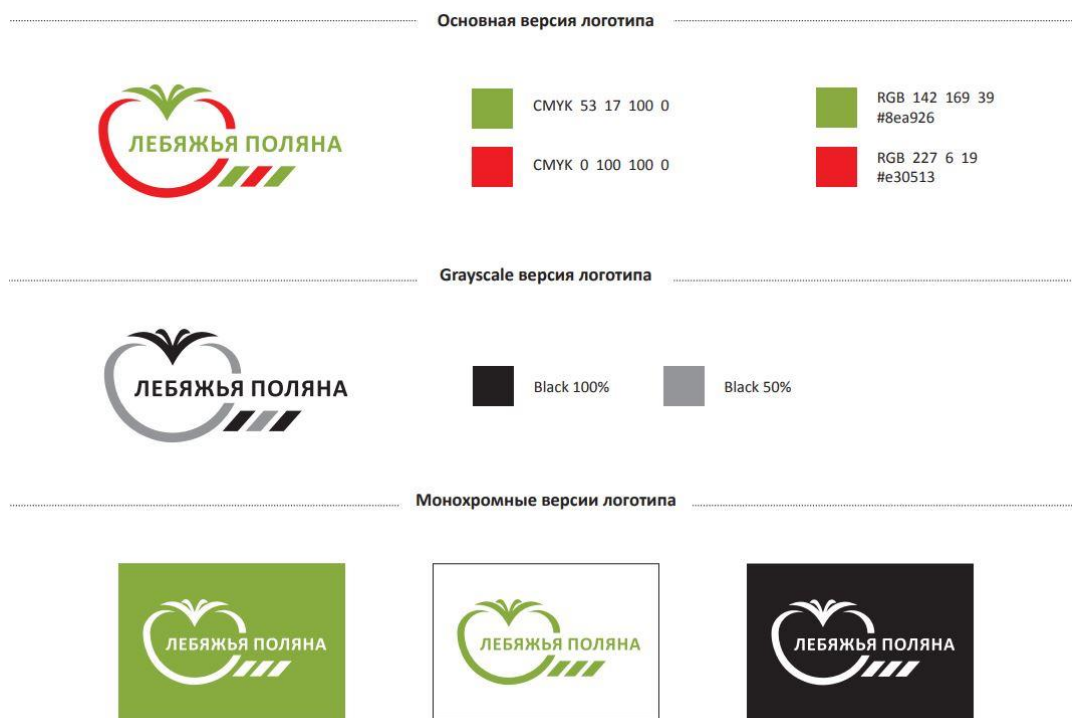 Основная версия логотипа
ЛЕБЯЖЬЯ ПОЛЯНА
CMYK 53 17 100 0
RGB 142 169 39
#8ea926
CMYK 0 100 100 0
RGB 227 6 19
#e30513
Grayscale версия логотипа
ЛЕБЯЖЬЯ ПОЛЯНА
Black 100%
Black 50%
Монохромные версии логотипа
ЛЕБЯЖЬЯ ПОЛЯНА
ЛЕБЯЖЬЯ ПОЛЯНА
ЛЕБЯЖЬЯ ПОЛЯНА